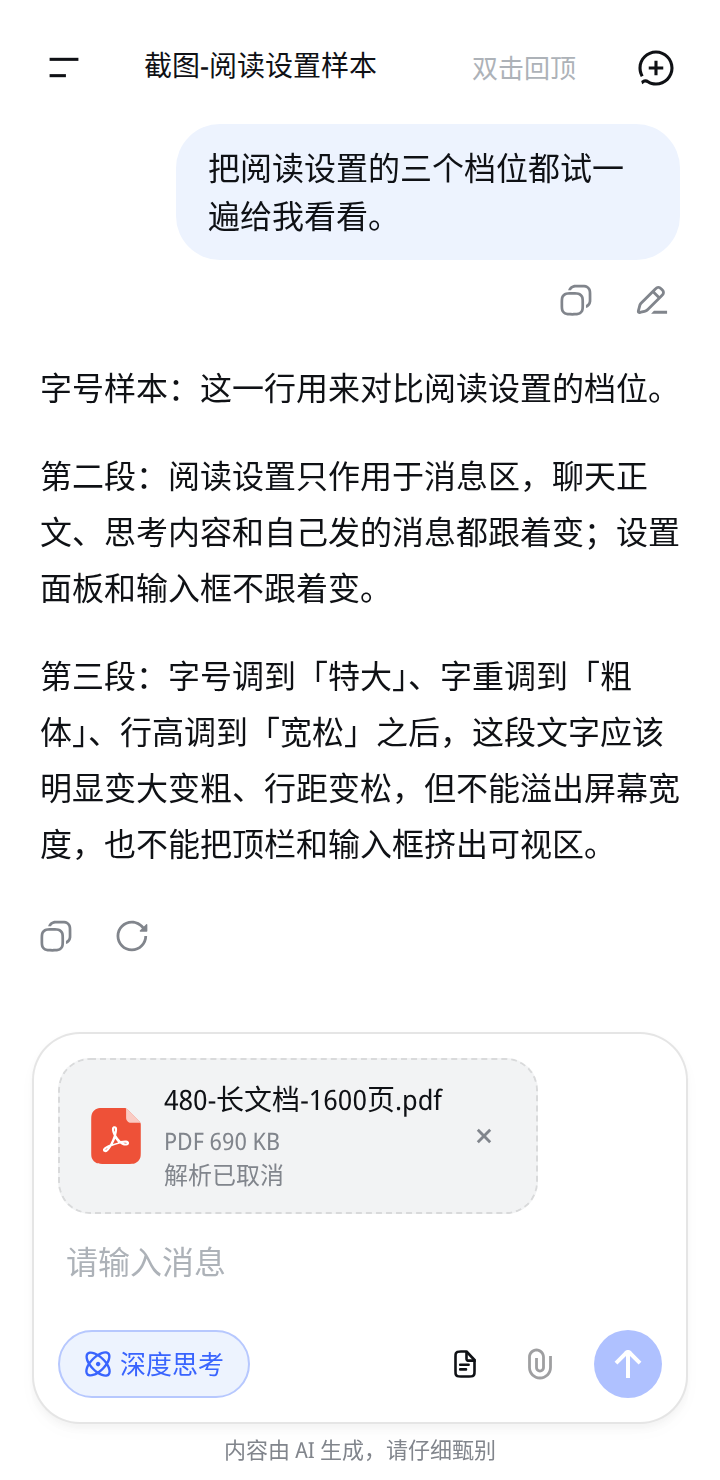 截图-阅读设置样本
双击回顶
把阅读设置的三个档位都试一
遍给我看看。
字号样本：这一行用来对比阅读设置的档位。
第二段：阅读设置只作用于消息区，聊天正
文、思考内容和自己发的消息都跟着变；设置
面板和输入框不跟着变。
第三段：字号调到「特大」、字重调到「粗
体」、行高调到「宽松」之后，这段文字应该
明显变大变粗、行距变松，但不能溢出屏幕宽
度，也不能把顶栏和输入框挤出可视区。
480-长文档-1600页.pdf
PDF 690 KB
解析已取消
请输入消息
深度思考
内容由 AI 生成，请仔细甄别